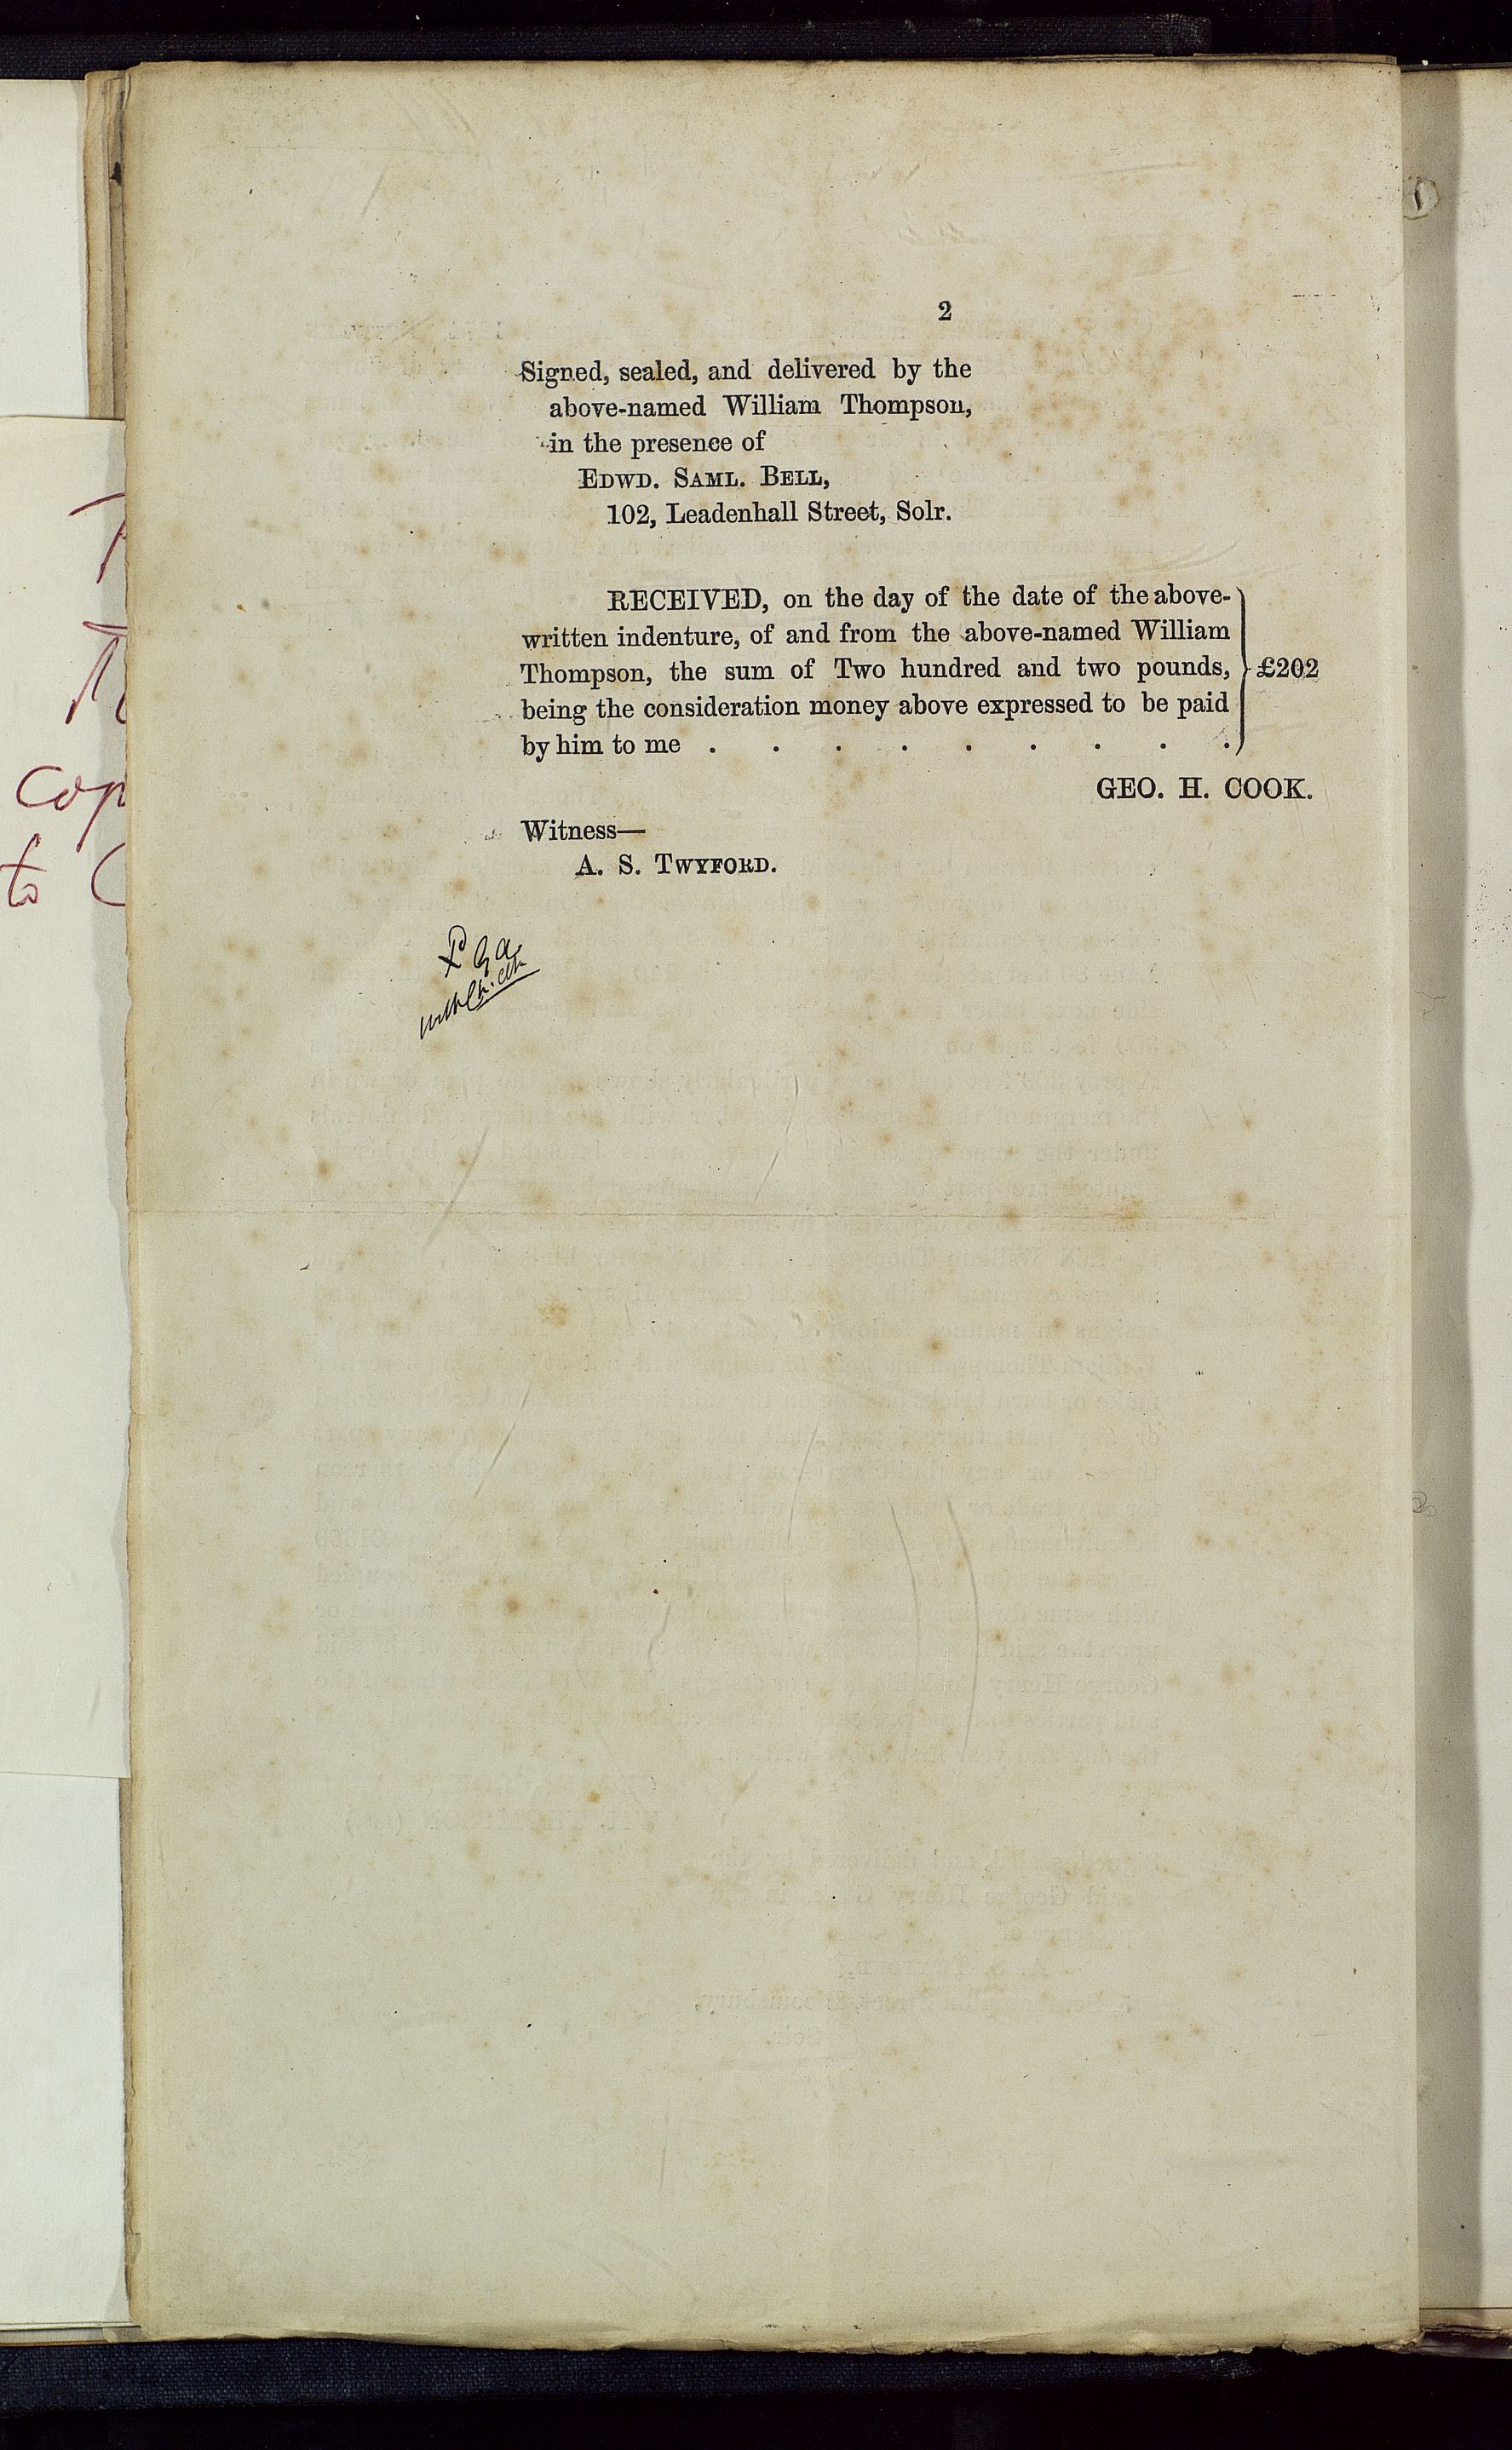 2
Signed, sealed, and delivered by the
above-named William Thompson,
in the presence of
EDWD. SAML. BELL,
102, Leadenhall Street, Solr.
RECEIVED, on the day of the date of the above-
written indenture, of and from the above-named William
Thompson, the sum of Two hundred and two pounds,
being the consideration money above expressed to be paid
by him to me . . . . . . . . .
£202
GEO. H. COOK.
Witness—
A. S. TWYFORD.
cop
to C